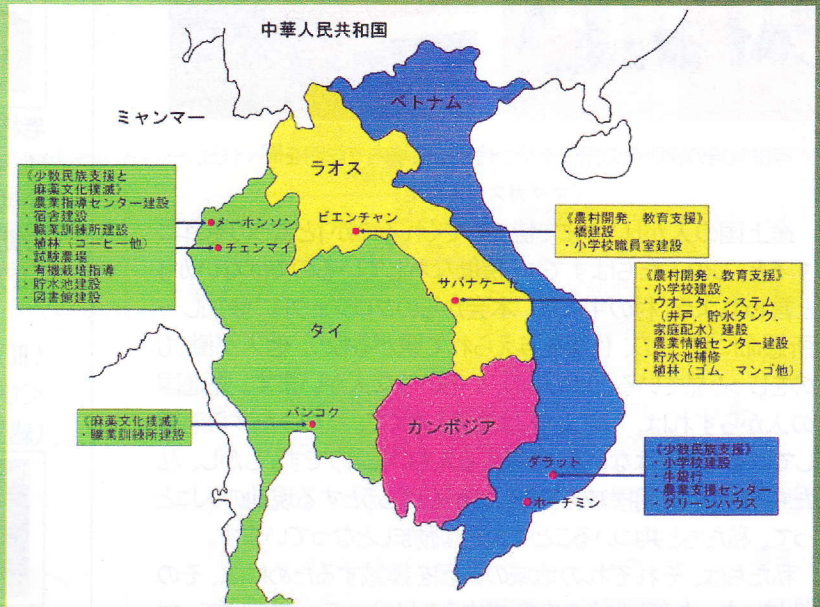 中華人民共和国
ミャンマー
ベトナム
ラオス
ビエンチャン
サバナケート
タイ
メーホンソン
チェンマイ
バンコク
カンボジア
ダラット
ホーチミン
《少数民族支援と
麻薬文化撲滅》
・農業指導センター建設
・宿舎建設
・職業訓練所建設
・植林（コーヒー他）
・試験農場
・有機栽培指導
・貯水池建設
・図書館建設
《麻薬文化撲滅》
・職業訓練所建設
《農村開発、教育支援》
・橋建設
・小学校職員室建設
《農村開発・教育支援》
・小学校建設
・ウオーターシステム
（井戸、貯水タンク、
家庭配水）建設
・農業情報センター建設
・貯水池補修
・植林（ゴム、マンゴ他）
《少数民族支援》
・小学校建設
・牛銀行
・農業支援センター
・グリーンハウス